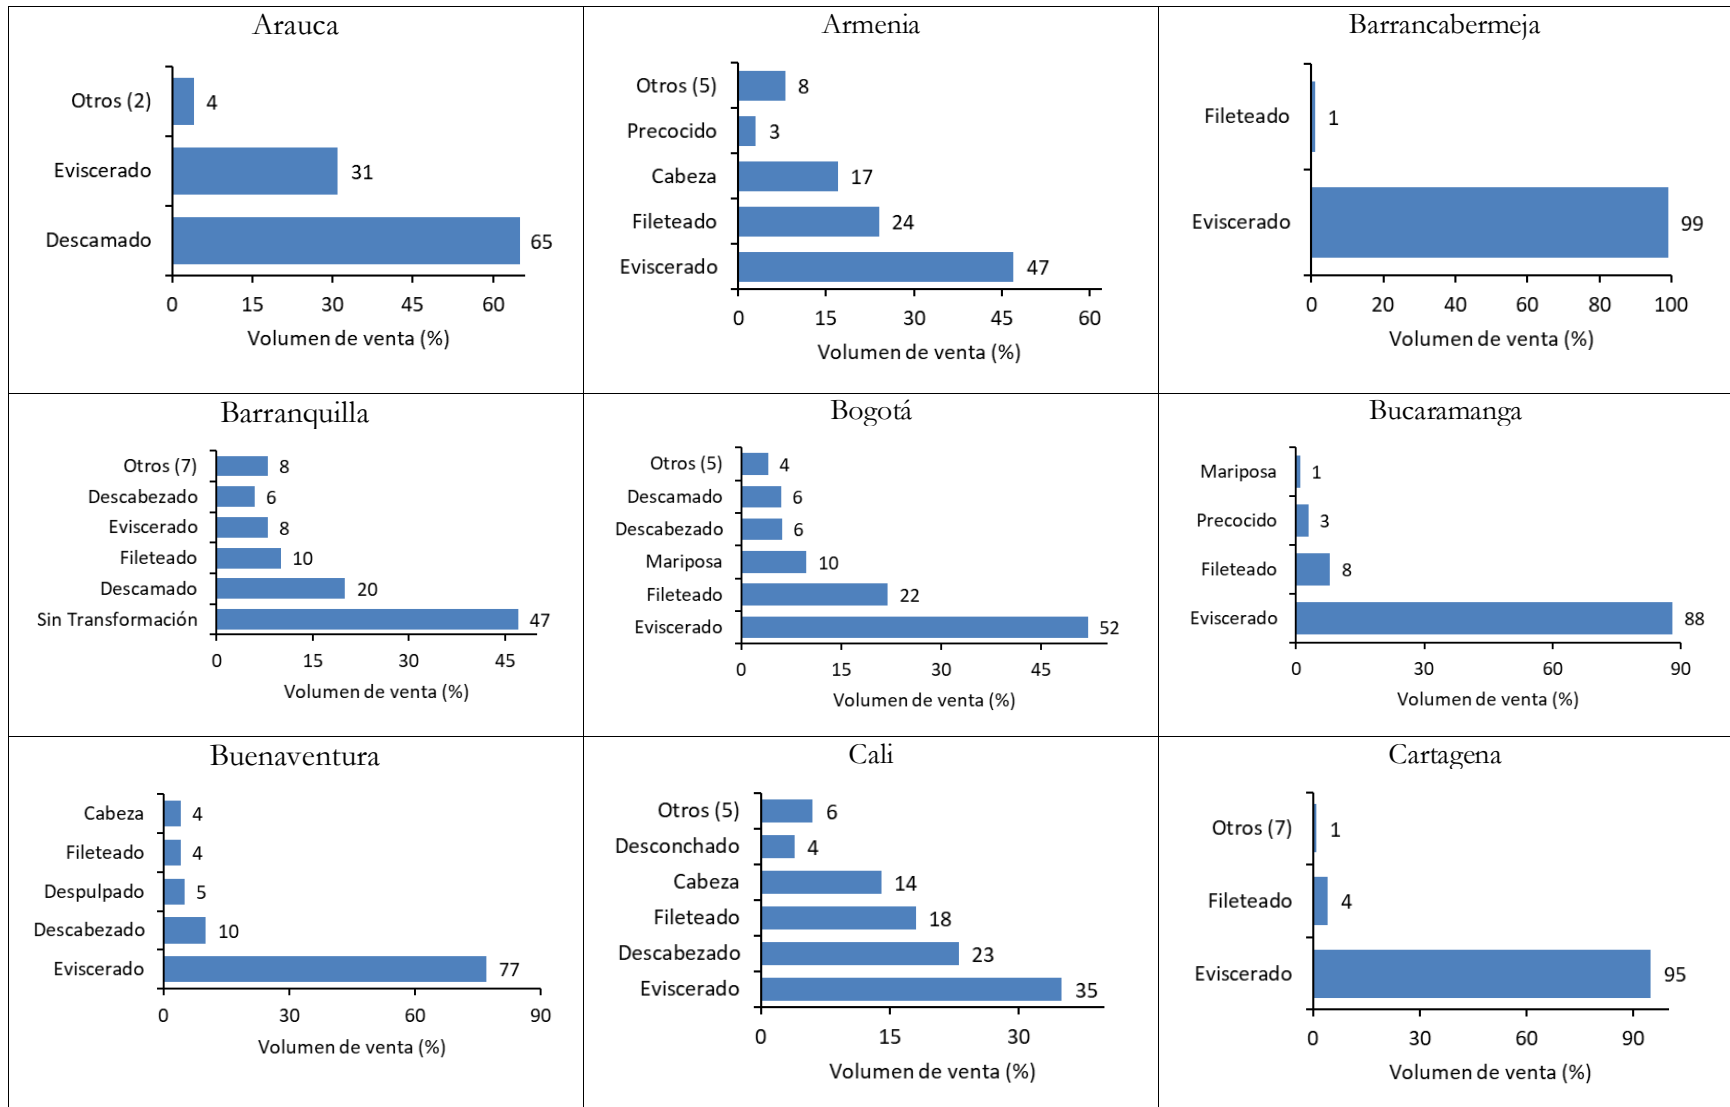 Arauca
Otros (2) 4
Eviscerado 31
Descamado 65
0 15 30 45 60
Volumen de venta (%)
Armenia
Otros (5) 8
Precocido 3
Cabeza 17
Fileteado 24
Eviscerado 47
0 15 30 45 60
Volumen de venta (%)
Barrancabermeja
Fileteado 1
Eviscerado 99
0 20 40 60 80 100
Volumen de venta (%)
Barranquilla
Otros (7) 8
Descabezado 6
Eviscerado 8
Fileteado 10
Descamado 20
Sin Transformación 47
0 15 30 45
Volumen de venta (%)
Bogotá
Otros (5) 4
Descamado 6
Descabezado 6
Mariposa 10
Fileteado 22
Eviscerado 52
0 15 30 45
Volumen de venta (%)
Bucaramanga
Mariposa 1
Precocido 3
Fileteado 8
Eviscerado 88
0 30 60 90
Volumen de venta (%)
Buenaventura
Cabeza 4
Fileteado 4
Despulpado 5
Descabezado 10
Eviscerado 77
0 30 60 90
Volumen de venta (%)
Cali
Otros (5) 6
Desconchado 4
Cabeza 14
Fileteado 18
Descabezado 23
Eviscerado 35
0 15 30
Volumen de venta (%)
Cartagena
Otros (7) 1
Fileteado 4
Eviscerado 95
0 30 60 90
Volumen de venta (%)